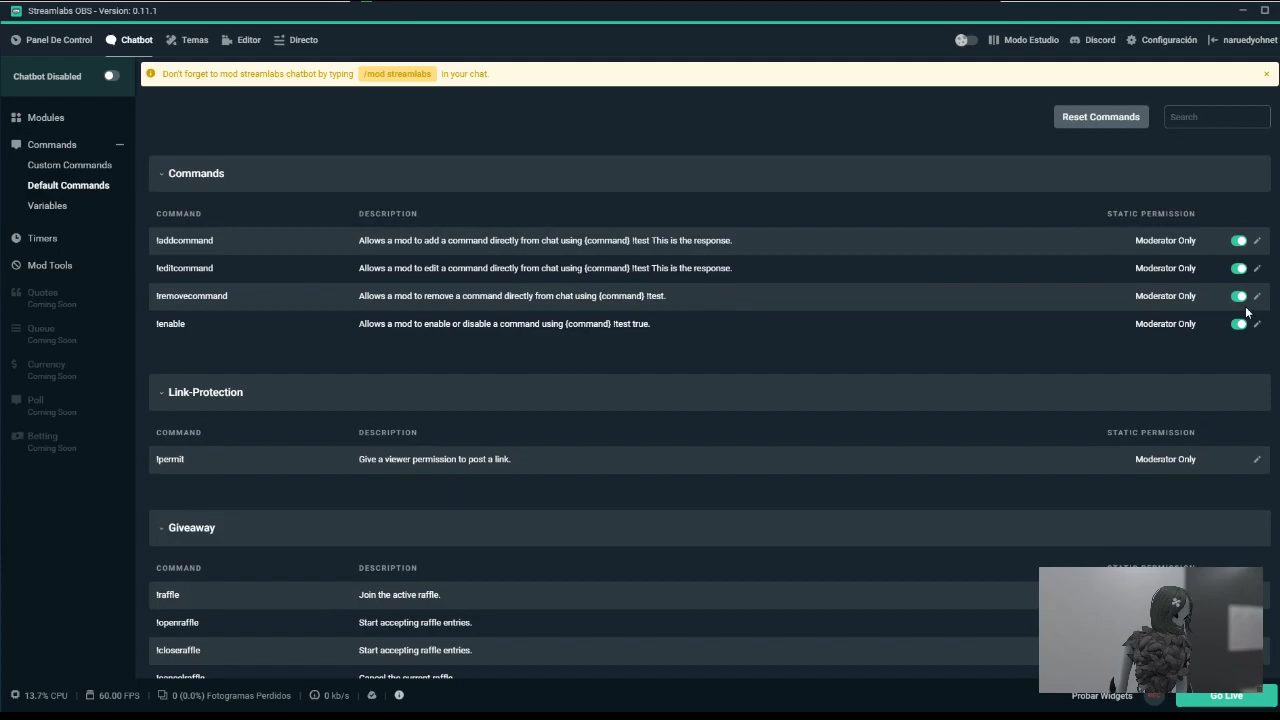 Streamlabs OBS - Version: 0.11.1
Panel De Control Chatbot Temas Editor Directo Modo Estudio Discord Configuración naruedyohnet
Chatbot Disabled
Don't forget to mod streamlabs chatbot by typing /mod streamlabs in your chat.
Modules
Commands
Custom Commands
Default Commands
Variables
Timers
Mod Tools
Quotes
Coming Soon
Queue
Coming Soon
Currency
Coming Soon
Poll
Coming Soon
Betting
Coming Soon
Reset Commands Search
Commands
COMMAND DESCRIPTION STATIC PERMISSION
!addcommand Allows a mod to add a command directly from chat using {command} !test This is the response. Moderator Only
!editcommand Allows a mod to edit a command directly from chat using {command} !test This is the response. Moderator Only
!removecommand Allows a mod to remove a command directly from chat using {command} !test. Moderator Only
!enable Allows a mod to enable or disable a command using {command} !test true. Moderator Only
Link-Protection
COMMAND DESCRIPTION STATIC PERMISSION
!permit Give a viewer permission to post a link. Moderator Only
Giveaway
COMMAND DESCRIPTION STATIC PERMISSION
!raffle Join the active raffle.
!openraffle Start accepting raffle entries.
!closeraffle Start accepting raffle entries.
!cancelraffle Cancel the current raffle.
13.7% CPU 60.00 FPS 0 (0.0%) Fotogramas Perdidos 0 kb/s Probar Widgets REC Go Live